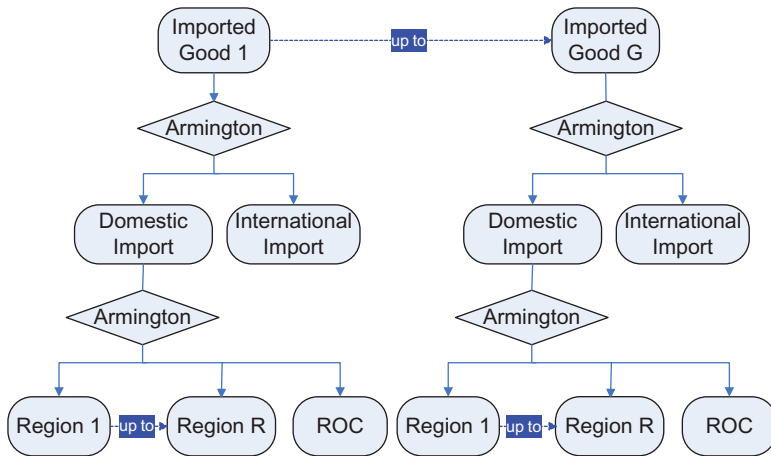 Imported
Good 1
up to
Imported
Good G
Armington
Armington
Domestic
Import
International
Import
Domestic
Import
International
Import
Armington
Armington
Region 1
up to
Region R
ROC
Region 1
up to
Region R
ROC